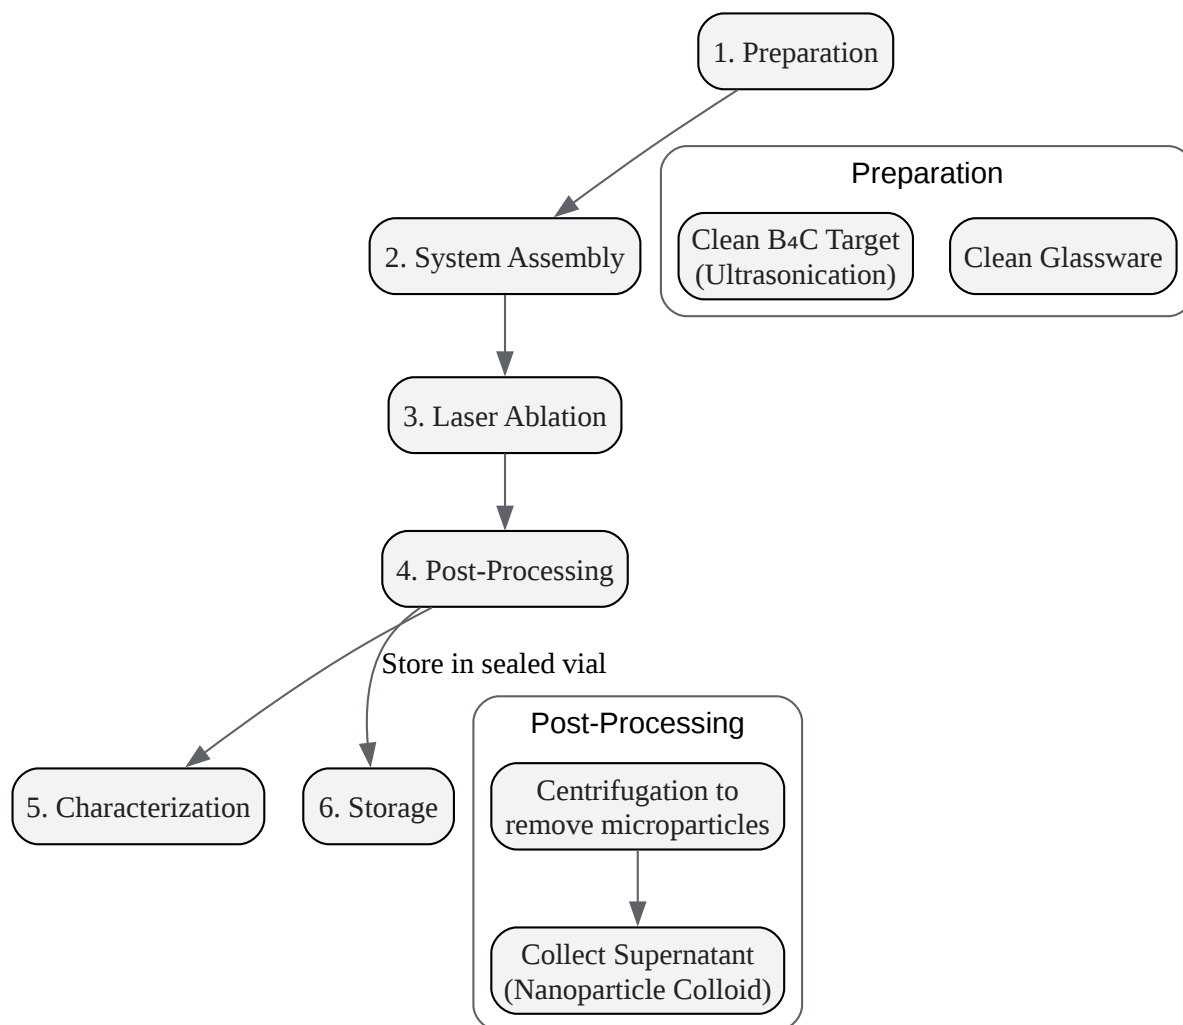 1. Preparation
Preparation
Clean B₄C Target
(Ultrasonication)
Clean Glassware
2. System Assembly
3. Laser Ablation
4. Post-Processing
Store in sealed vial
5. Characterization
6. Storage
Post-Processing
Centrifugation to
remove microparticles
Collect Supernatant
(Nanoparticle Colloid)